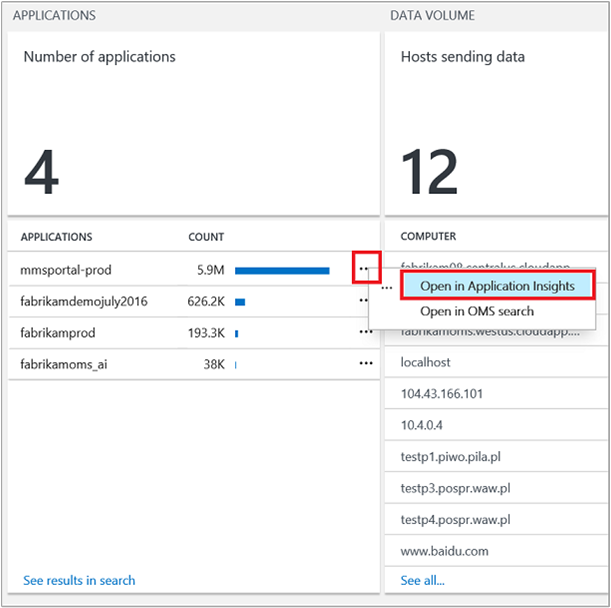 APPLICATIONS
Number of applications
4
APPLICATIONS COUNT
mmsportal-prod 5.9M
fabrikamdemojuly2016 626.2K
fabrikamprod 193.3K
fabrikamoms_ai 38K
See results in search
DATA VOLUME
Hosts sending data
12
COMPUTER
fabrikam08.centralus.cloudapp....
Open in Application Insights
Open in OMS search
fabrikamoms.westus.cloudapp....
localhost
104.43.166.101
10.4.0.4
testp1.piwo.pila.pl
testp3.pospr.waw.pl
testp4.pospr.waw.pl
www.baidu.com
See all...